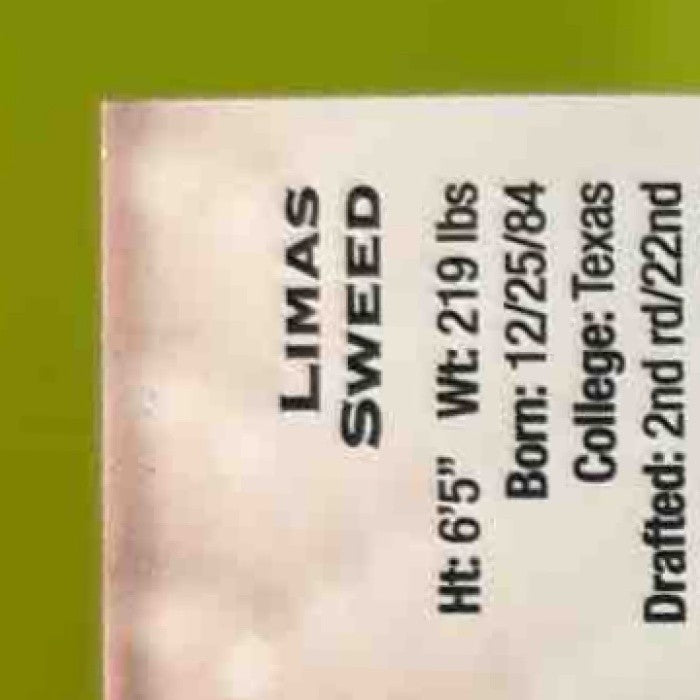 LIMAS
SWEED
Ht: 6'5" Wt: 219 lbs
Born: 12/25/84
College: Texas
Drafted: 2nd rd/22nd